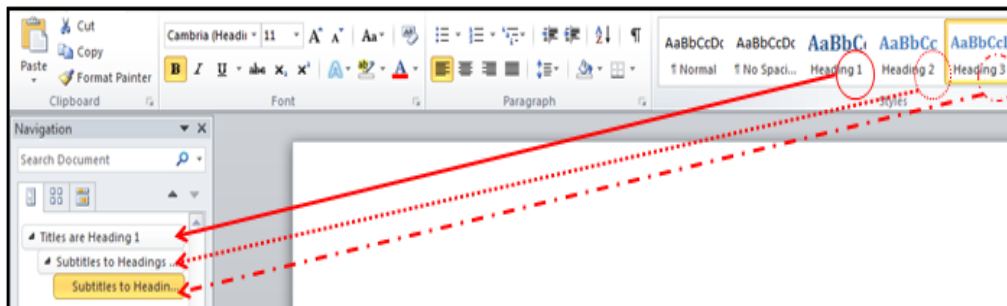 Cut
Copy
Paste
Format Painter
Clipboard
Cambria (Headi 11 A A Aa
B I U abc x₂ x² A A
Font
Paragraph
AaBbCcDc AaBbCcDc AaBbC AaBbCc AaBbCcI
¶ Normal ¶ No Spaci... Heading 1 Heading 2 Heading 3
Styles
Navigation
Search Document
Titles are Heading 1
Subtitles to Headings ...
Subtitles to Headin...